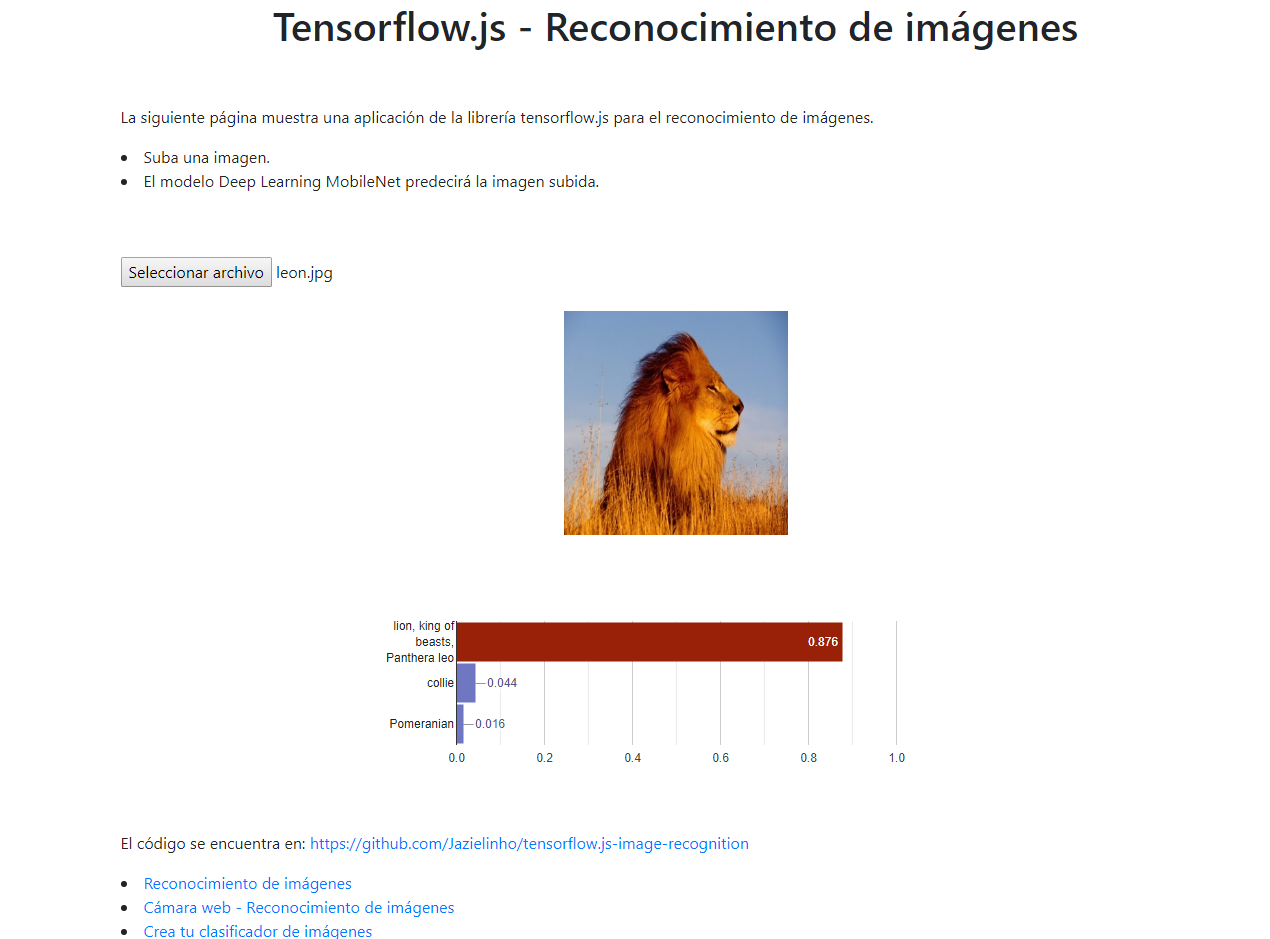 Tensorflow.js - Reconocimiento de imágenes
La siguiente página muestra una aplicación de la librería tensorflow.js para el reconocimiento de imágenes.
Suba una imagen.
El modelo Deep Learning MobileNet predecirá la imagen subida.
Seleccionar archivo leon.jpg
lion, king of
beasts,
Panthera leo
0.876
collie 0.044
Pomeranian 0.016
0.0 0.2 0.4 0.6 0.8 1.0
El código se encuentra en: https://github.com/Jazielinho/tensorflow.js-image-recognition
Reconocimiento de imágenes
Cámara web - Reconocimiento de imágenes
Crea tu clasificador de imágenes